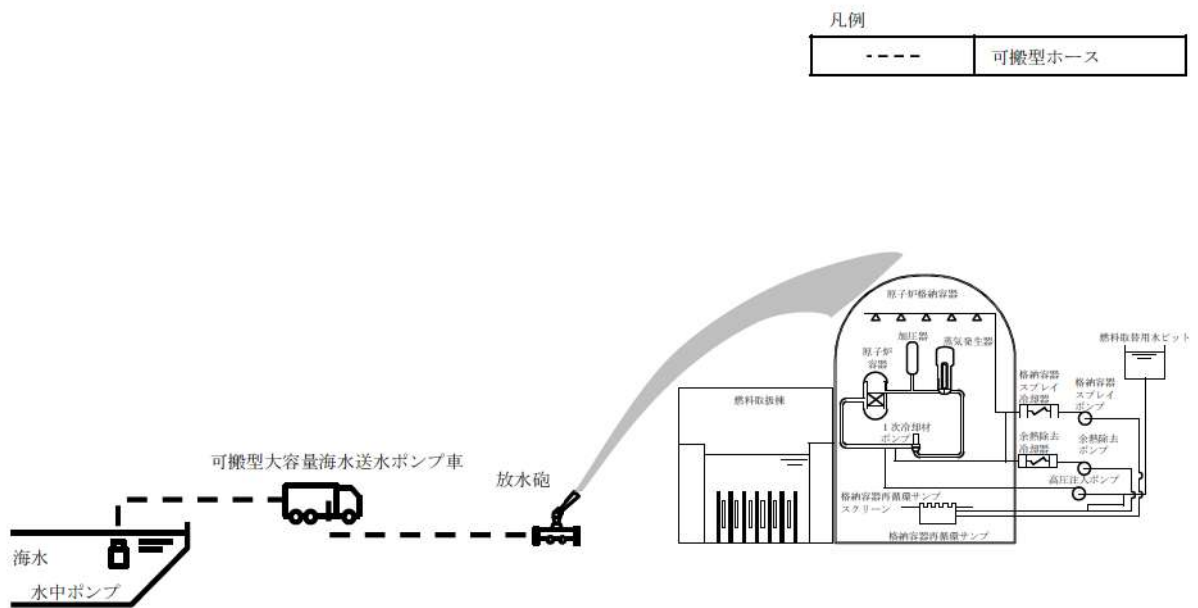 凡例
可搬型ホース
原子炉格納容器
加圧器
蒸気発生器
原子炉
容器
燃料取替用水ピット
格納容器
スプレイ
冷却器
格納容器
スプレイ
ポンプ
燃料取扱棟
1次冷却材
ポンプ
余熱除去
冷却器
余熱除去
ポンプ
高圧注入ポンプ
可搬型大容量海水送水ポンプ車
放水砲
格納容器再循環サンプ
スクリーン
格納容器再循環サンプ
海水
水中ポンプ